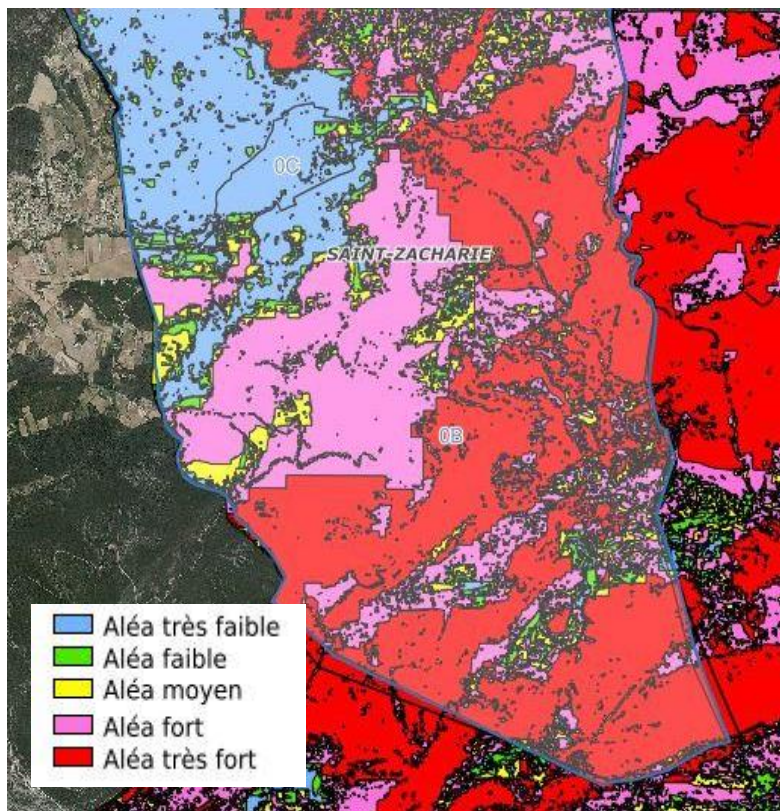 0C
SAINT-ZACHARIE
0B
Aléa très faible
Aléa faible
Aléa moyen
Aléa fort
Aléa très fort